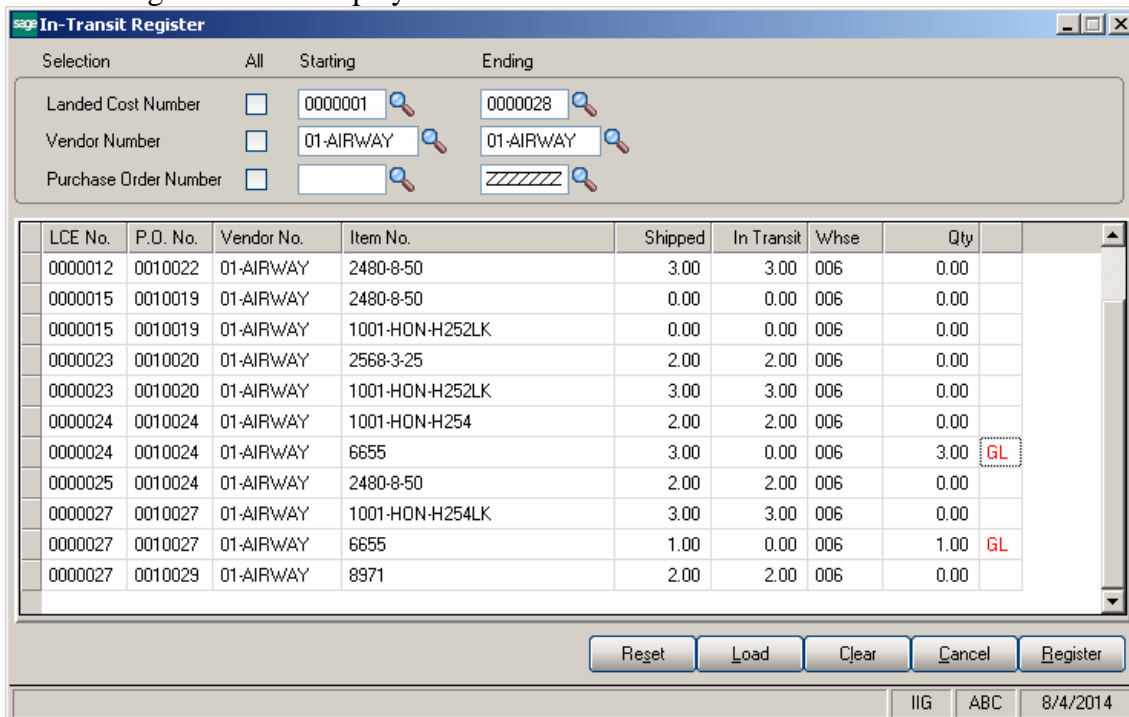 sage In-Transit Register
Selection All Starting Ending
Landed Cost Number 0000001 0000028
Vendor Number 01-AIRWAY 01-AIRWAY
Purchase Order Number ZZZZZZZ
LCE No. P.O. No. Vendor No. Item No. Shipped In Transit Whse Qty
0000012 0010022 01-AIRWAY 2480-8-50 3.00 3.00 006 0.00
0000015 0010019 01-AIRWAY 2480-8-50 0.00 0.00 006 0.00
0000015 0010019 01-AIRWAY 1001-HON-H252LK 0.00 0.00 006 0.00
0000023 0010020 01-AIRWAY 2568-3-25 2.00 2.00 006 0.00
0000023 0010020 01-AIRWAY 1001-HON-H252LK 3.00 3.00 006 0.00
0000024 0010024 01-AIRWAY 1001-HON-H254 2.00 2.00 006 0.00
0000024 0010024 01-AIRWAY 6655 3.00 0.00 006 3.00 GL
0000025 0010024 01-AIRWAY 2480-8-50 2.00 2.00 006 0.00
0000027 0010027 01-AIRWAY 1001-HON-H254LK 3.00 3.00 006 0.00
0000027 0010027 01-AIRWAY 6655 1.00 0.00 006 1.00 GL
0000027 0010029 01-AIRWAY 8971 2.00 2.00 006 0.00
Reset Load Clear Cancel Register
IIG ABC 8/4/2014